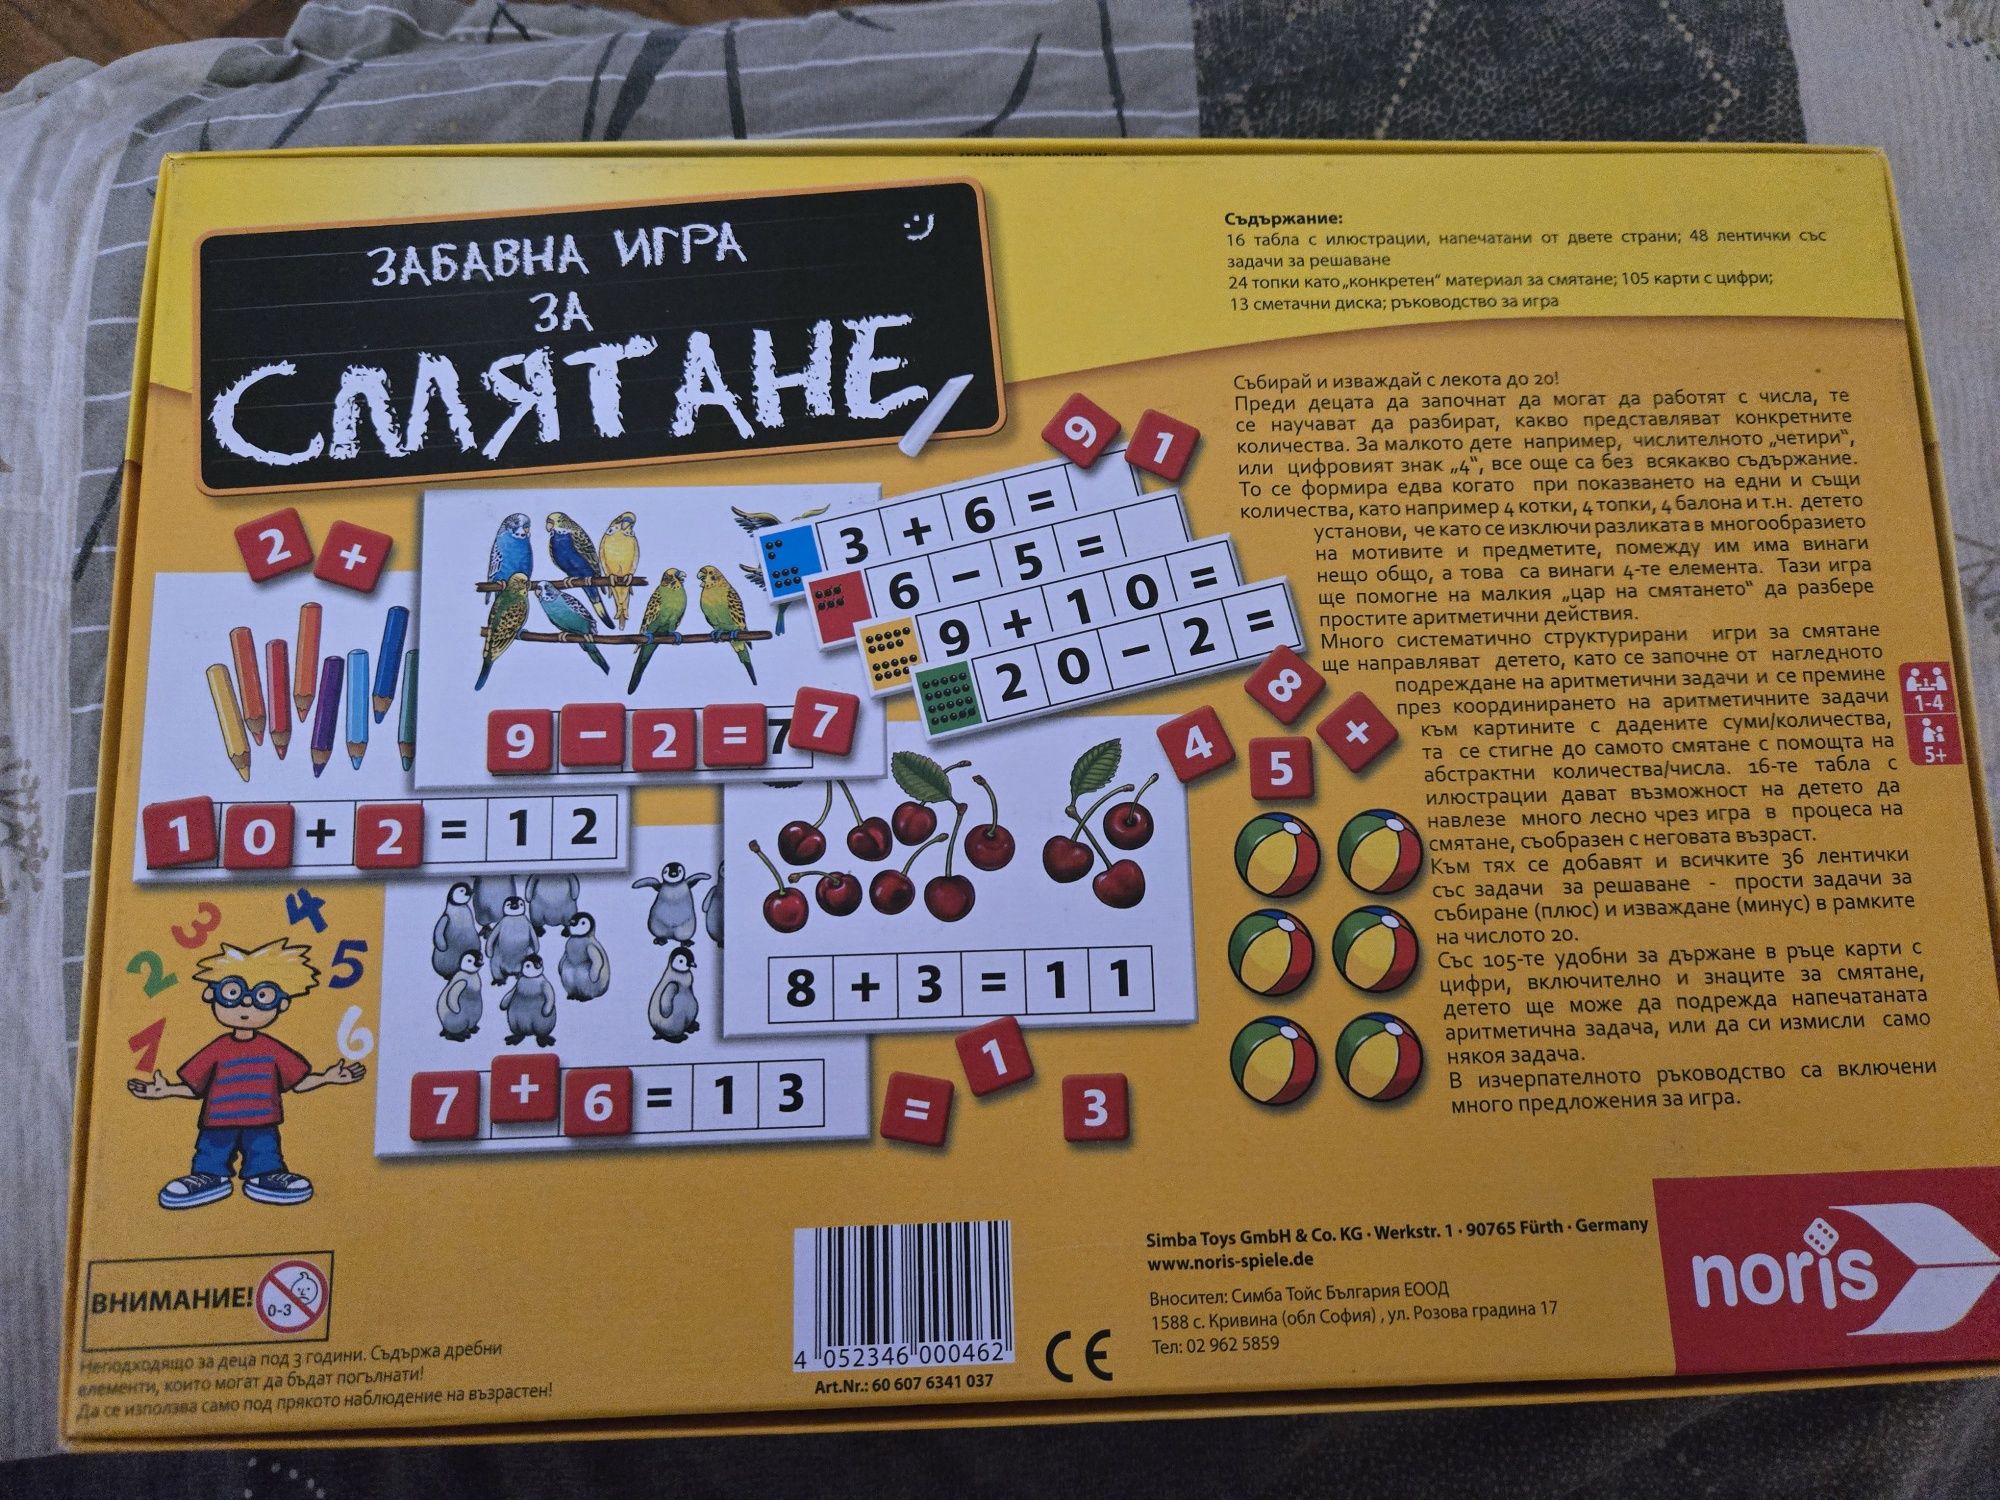 ЗАБАВНА ИГРА
ЗА
СМЯТАНЕ
Съдържание:
16 табла с илюстрации, напечатани от двете страни; 48 лентички със
задачи за решаване
24 топки като „конкретен“ материал за смятане; 105 карти с цифри;
13 сметачни диска; ръководство за игра
Събирай и изваждай с лекота до 20!
Преди децата да започнат да могат да работят с числа, те
се научават да разбират, какво представляват конкретните
количества. За малкото дете например, числителното „четири“,
или цифровият знак „4“, все още са без всякакво съдържание.
То се формира едва когато при показването на едни и същи
количества, като например 4 котки, 4 топки, 4 балона и т.н. детето
установи, че като се изключи разликата в многообразието
на мотивите и предметите, помежду им има винаги
нещо общо, а това са винаги 4-те елемента. Тази игра
ще помогне на малкия „цар на смятането“ да разбере
простите аритметични действия.
Много систематично структурирани игри за смятане
ще направляват детето, като се започне от нагледното
подреждане на аритметични задачи и се премине
през координирането на аритметичните задачи
към картините с дадените суми/количества,
та се стигне до самото смятане с помощта на
абстрактни количества/числа. 16-те табла с
илюстрации дават възможност на детето да
навлезе много лесно чрез игра в процеса на
смятане, съобразен с неговата възраст.
Към тях се добавят и всичките 36 лентички
със задачи за решаване - прости задачи за
събиране (плюс) и изваждане (минус) в рамките
на числото 20.
Със 105-те удобни за държане в ръце карти с
цифри, включително и знаците за смятане,
детето ще може да подрежда напечатаната
аритметична задача, или да си измисли само
някоя задача.
В изчерпателното ръководство са включени
много предложения за игра.
1-4
5+
9 1
2 +
3 + 6 =
6 − 5 =
9 + 10 =
20 − 2 =
9 − 2 = 7 7
8
4 +
5
10 + 2 = 12
8 + 3 = 11
7 + 6 = 13
= 1 3
1 2 3 4 5 6
ВНИМАНИЕ! 0-3
Неподходящо за деца под 3 години. Съдържа дребни
елементи, които могат да бъдат погълнати!
Да се използва само под прякото наблюдение на възрастен!
4 052346 000462
Art.Nr.: 60 607 6341 037
CE
Simba Toys GmbH & Co. KG · Werkstr. 1 · 90765 Fürth · Germany
www.noris-spiele.de
Вносител: Симба Тойс България ЕООД
1588 с. Кривина (обл София) , ул. Розова градина 17
Тел: 02 962 5859
noris